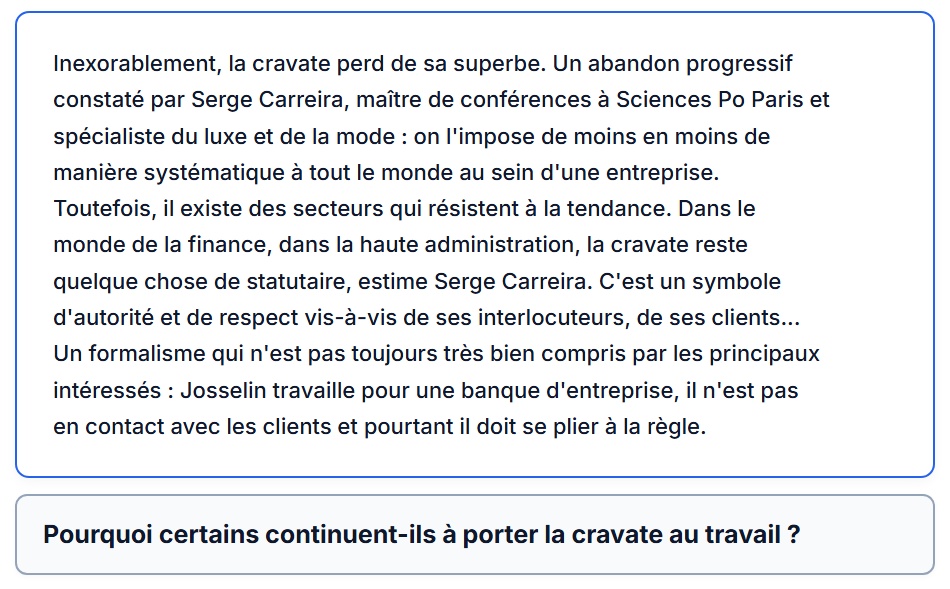 Inexorablement, la cravate perd de sa superbe. Un abandon progressif
constaté par Serge Carreira, maître de conférences à Sciences Po Paris et
spécialiste du luxe et de la mode : on l'impose de moins en moins de
manière systématique à tout le monde au sein d'une entreprise.
Toutefois, il existe des secteurs qui résistent à la tendance. Dans le
monde de la finance, dans la haute administration, la cravate reste
quelque chose de statutaire, estime Serge Carreira. C'est un symbole
d'autorité et de respect vis-à-vis de ses interlocuteurs, de ses clients...
Un formalisme qui n'est pas toujours très bien compris par les principaux
intéressés : Josselin travaille pour une banque d'entreprise, il n'est pas
en contact avec les clients et pourtant il doit se plier à la règle.
Pourquoi certains continuent-ils à porter la cravate au travail ?